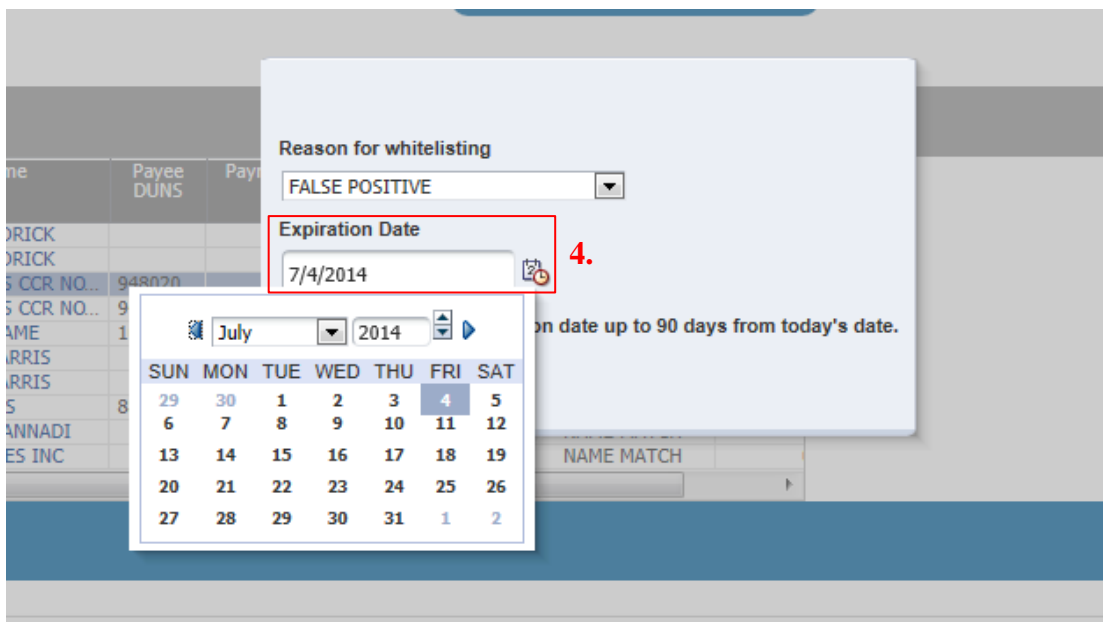 Reason for whitelisting
FALSE POSITIVE
Expiration Date
4.
7/4/2014
on date up to 90 days from today's date.
July 2014
SUN MON TUE WED THU FRI SAT
29 30 1 2 3 4 5
6 7 8 9 10 11 12
13 14 15 16 17 18 19
20 21 22 23 24 25 26
27 28 29 30 31 1 2
me Payee DUNS Payr
DRICK
DRICK
S CCR NO... 948020
S CCR NO... 9
AME 1
ARRIS
ARRIS
S 8
ANNADI
ES INC NAME MATCH